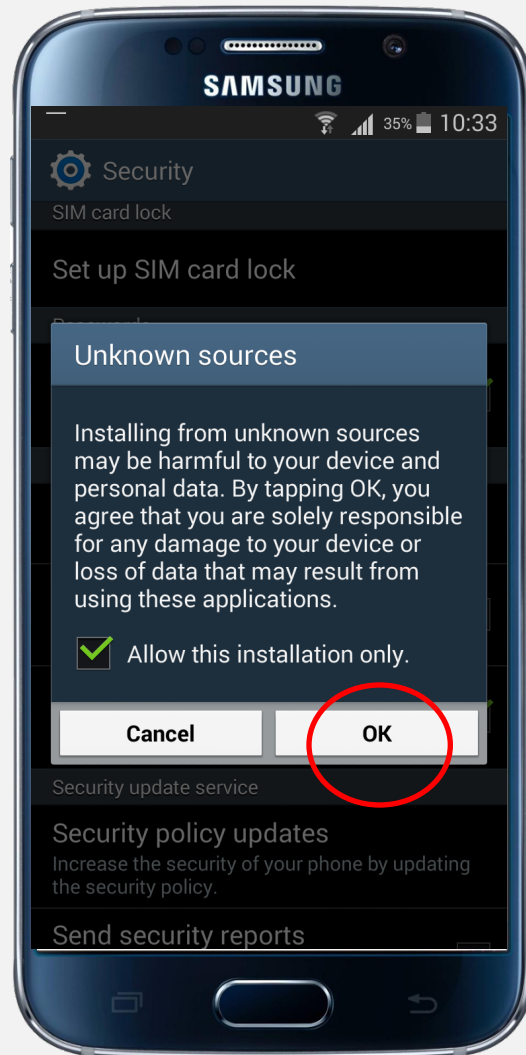 SAMSUNG
35% 10:33
Security
SIM card lock
Set up SIM card lock
Passwords
Unknown sources
Installing from unknown sources
may be harmful to your device and
personal data. By tapping OK, you
agree that you are solely responsible
for any damage to your device or
loss of data that may result from
using these applications.
Allow this installation only.
Cancel OK
Security update service
Security policy updates
Increase the security of your phone by updating
the security policy.
Send security reports